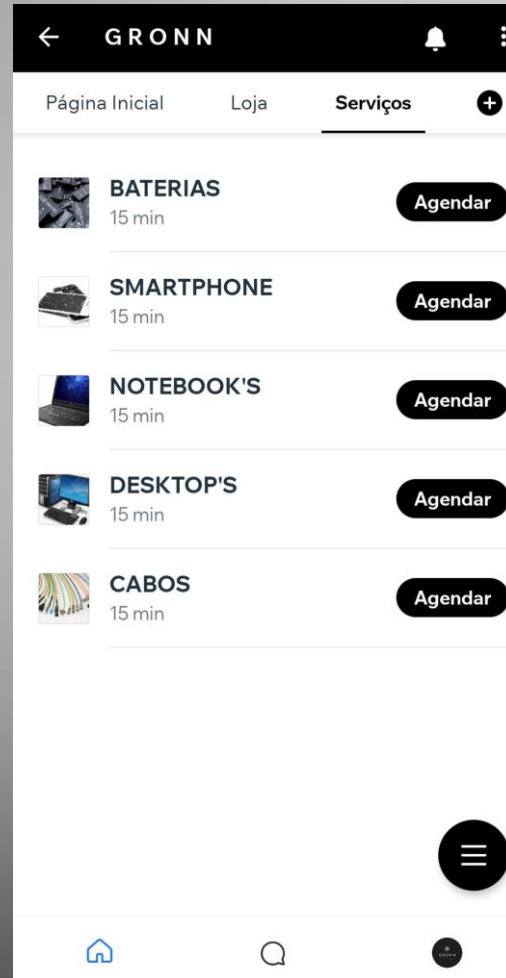 GRONN
Página Inicial Loja Serviços
BATERIAS
15 min
Agendar
SMARTPHONE
15 min
Agendar
NOTEBOOK'S
15 min
Agendar
DESKTOP'S
15 min
Agendar
CABOS
15 min
Agendar